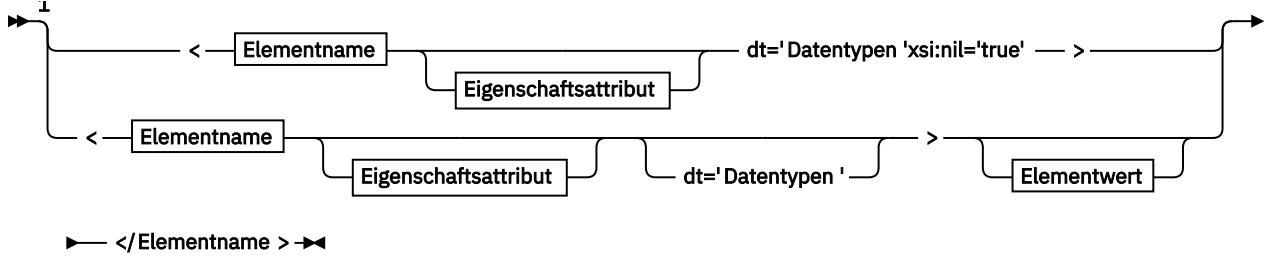 1
< Elementname dt=' Datentypen 'xsi:nil='true' >
Eigenschaftsattribut
< Elementname >
Eigenschaftsattribut dt=' Datentypen ' Elementwert
</ Elementname >